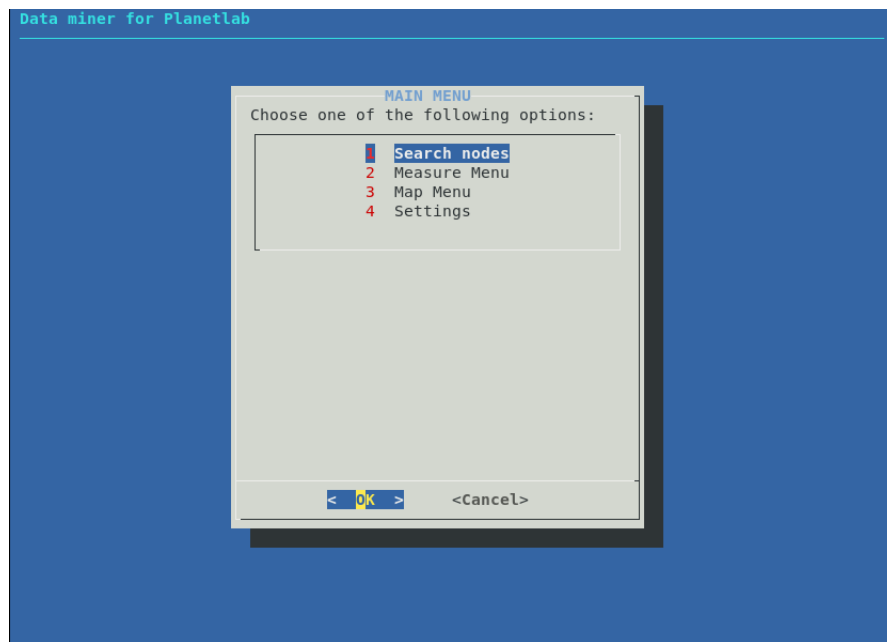 Data miner for Planetlab
MAIN MENU
Choose one of the following options:
1 Search nodes
2 Measure Menu
3 Map Menu
4 Settings
< OK > <Cancel>